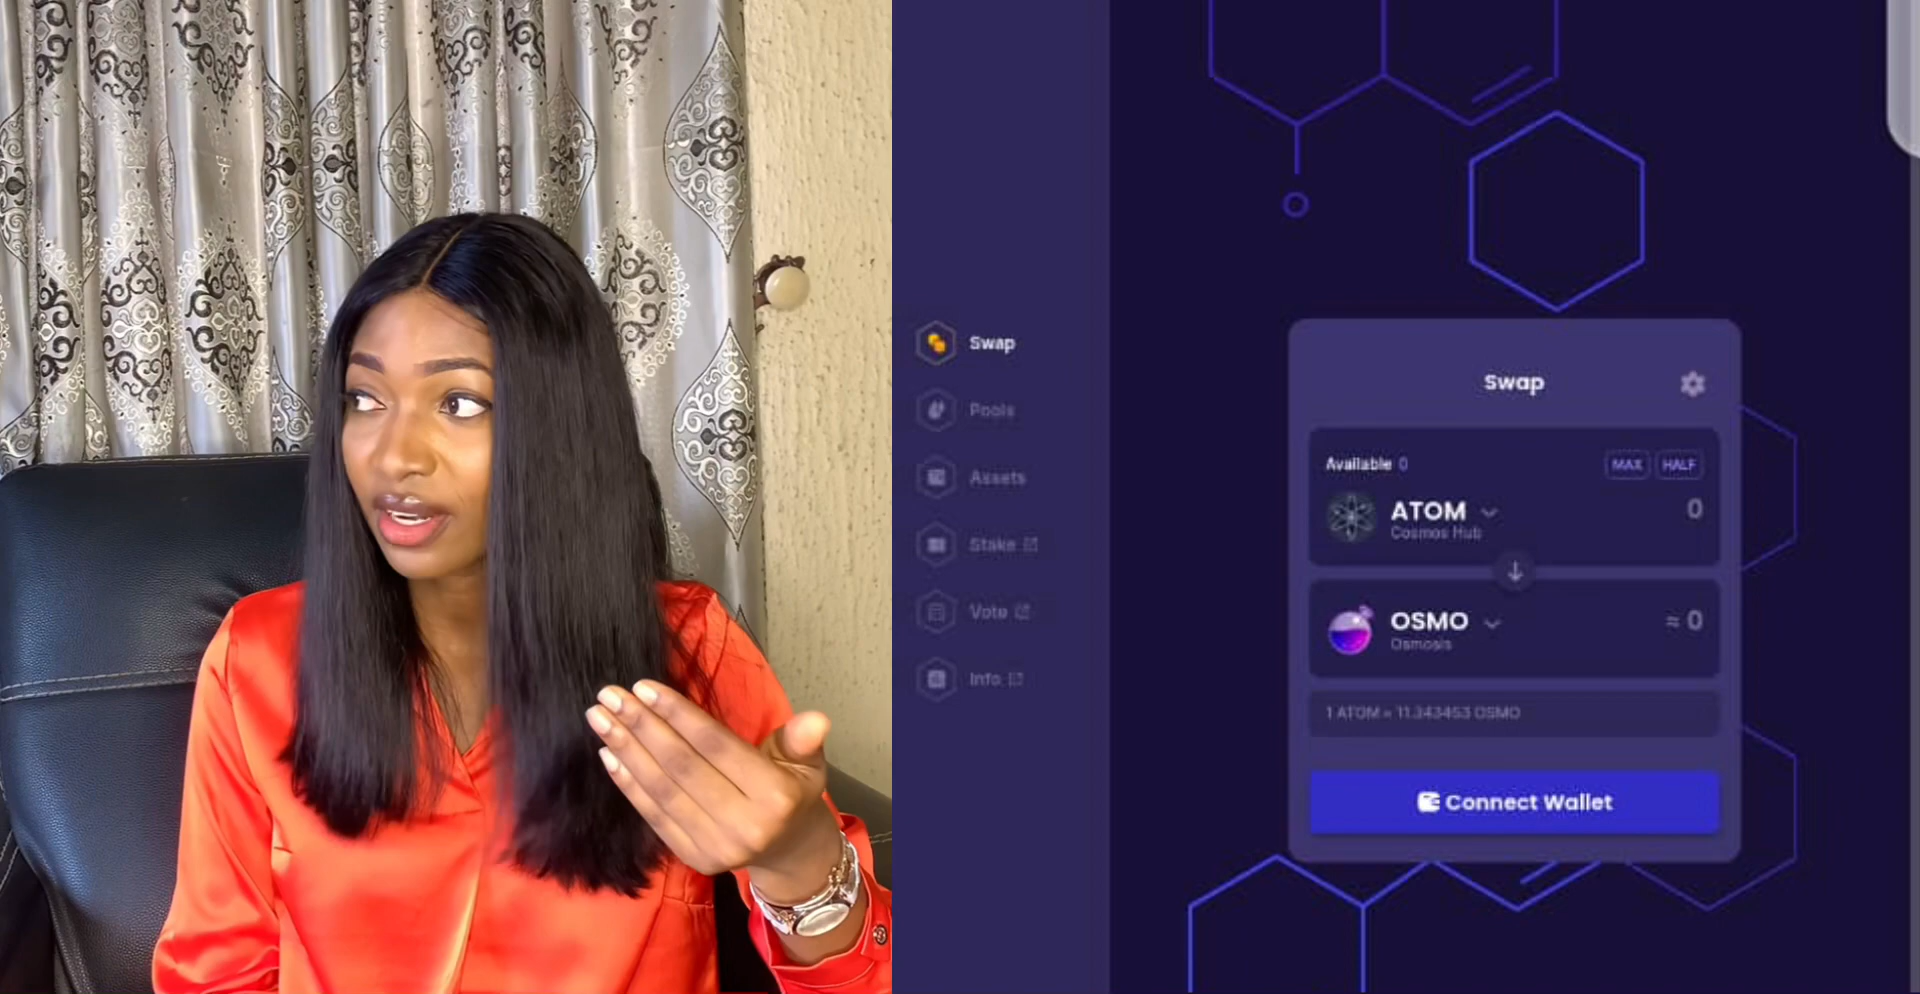 Swap
Pools
Assets
Stake
Vote
Info
Swap
Available 0
MAX
HALF
ATOM
0
Cosmos Hub
OSMO
≈ 0
Osmosis
1 ATOM ≈ 11.343453 OSMO
Connect Wallet